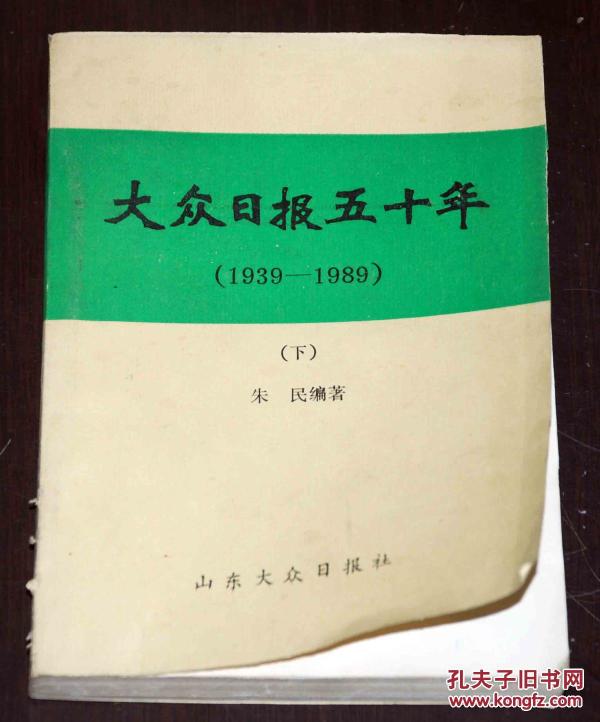 大众日报五十年
（1939—1989）
（下）
朱 民编著
山东大众日报社
孔夫子旧书网
www.kongfz.com